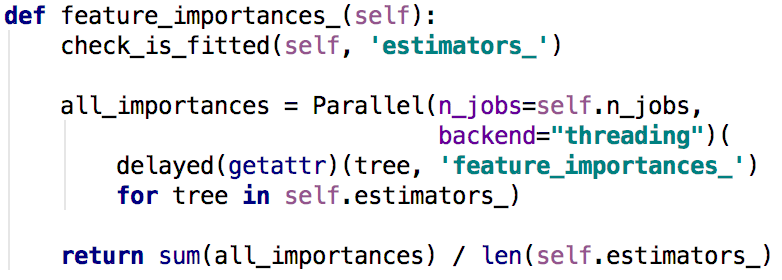 def feature_importances_(self):
    check_is_fitted(self, 'estimators_')

    all_importances = Parallel(n_jobs=self.n_jobs,
                               backend="threading")(
        delayed(getattr)(tree, 'feature_importances_')
        for tree in self.estimators_)

    return sum(all_importances) / len(self.estimators_)